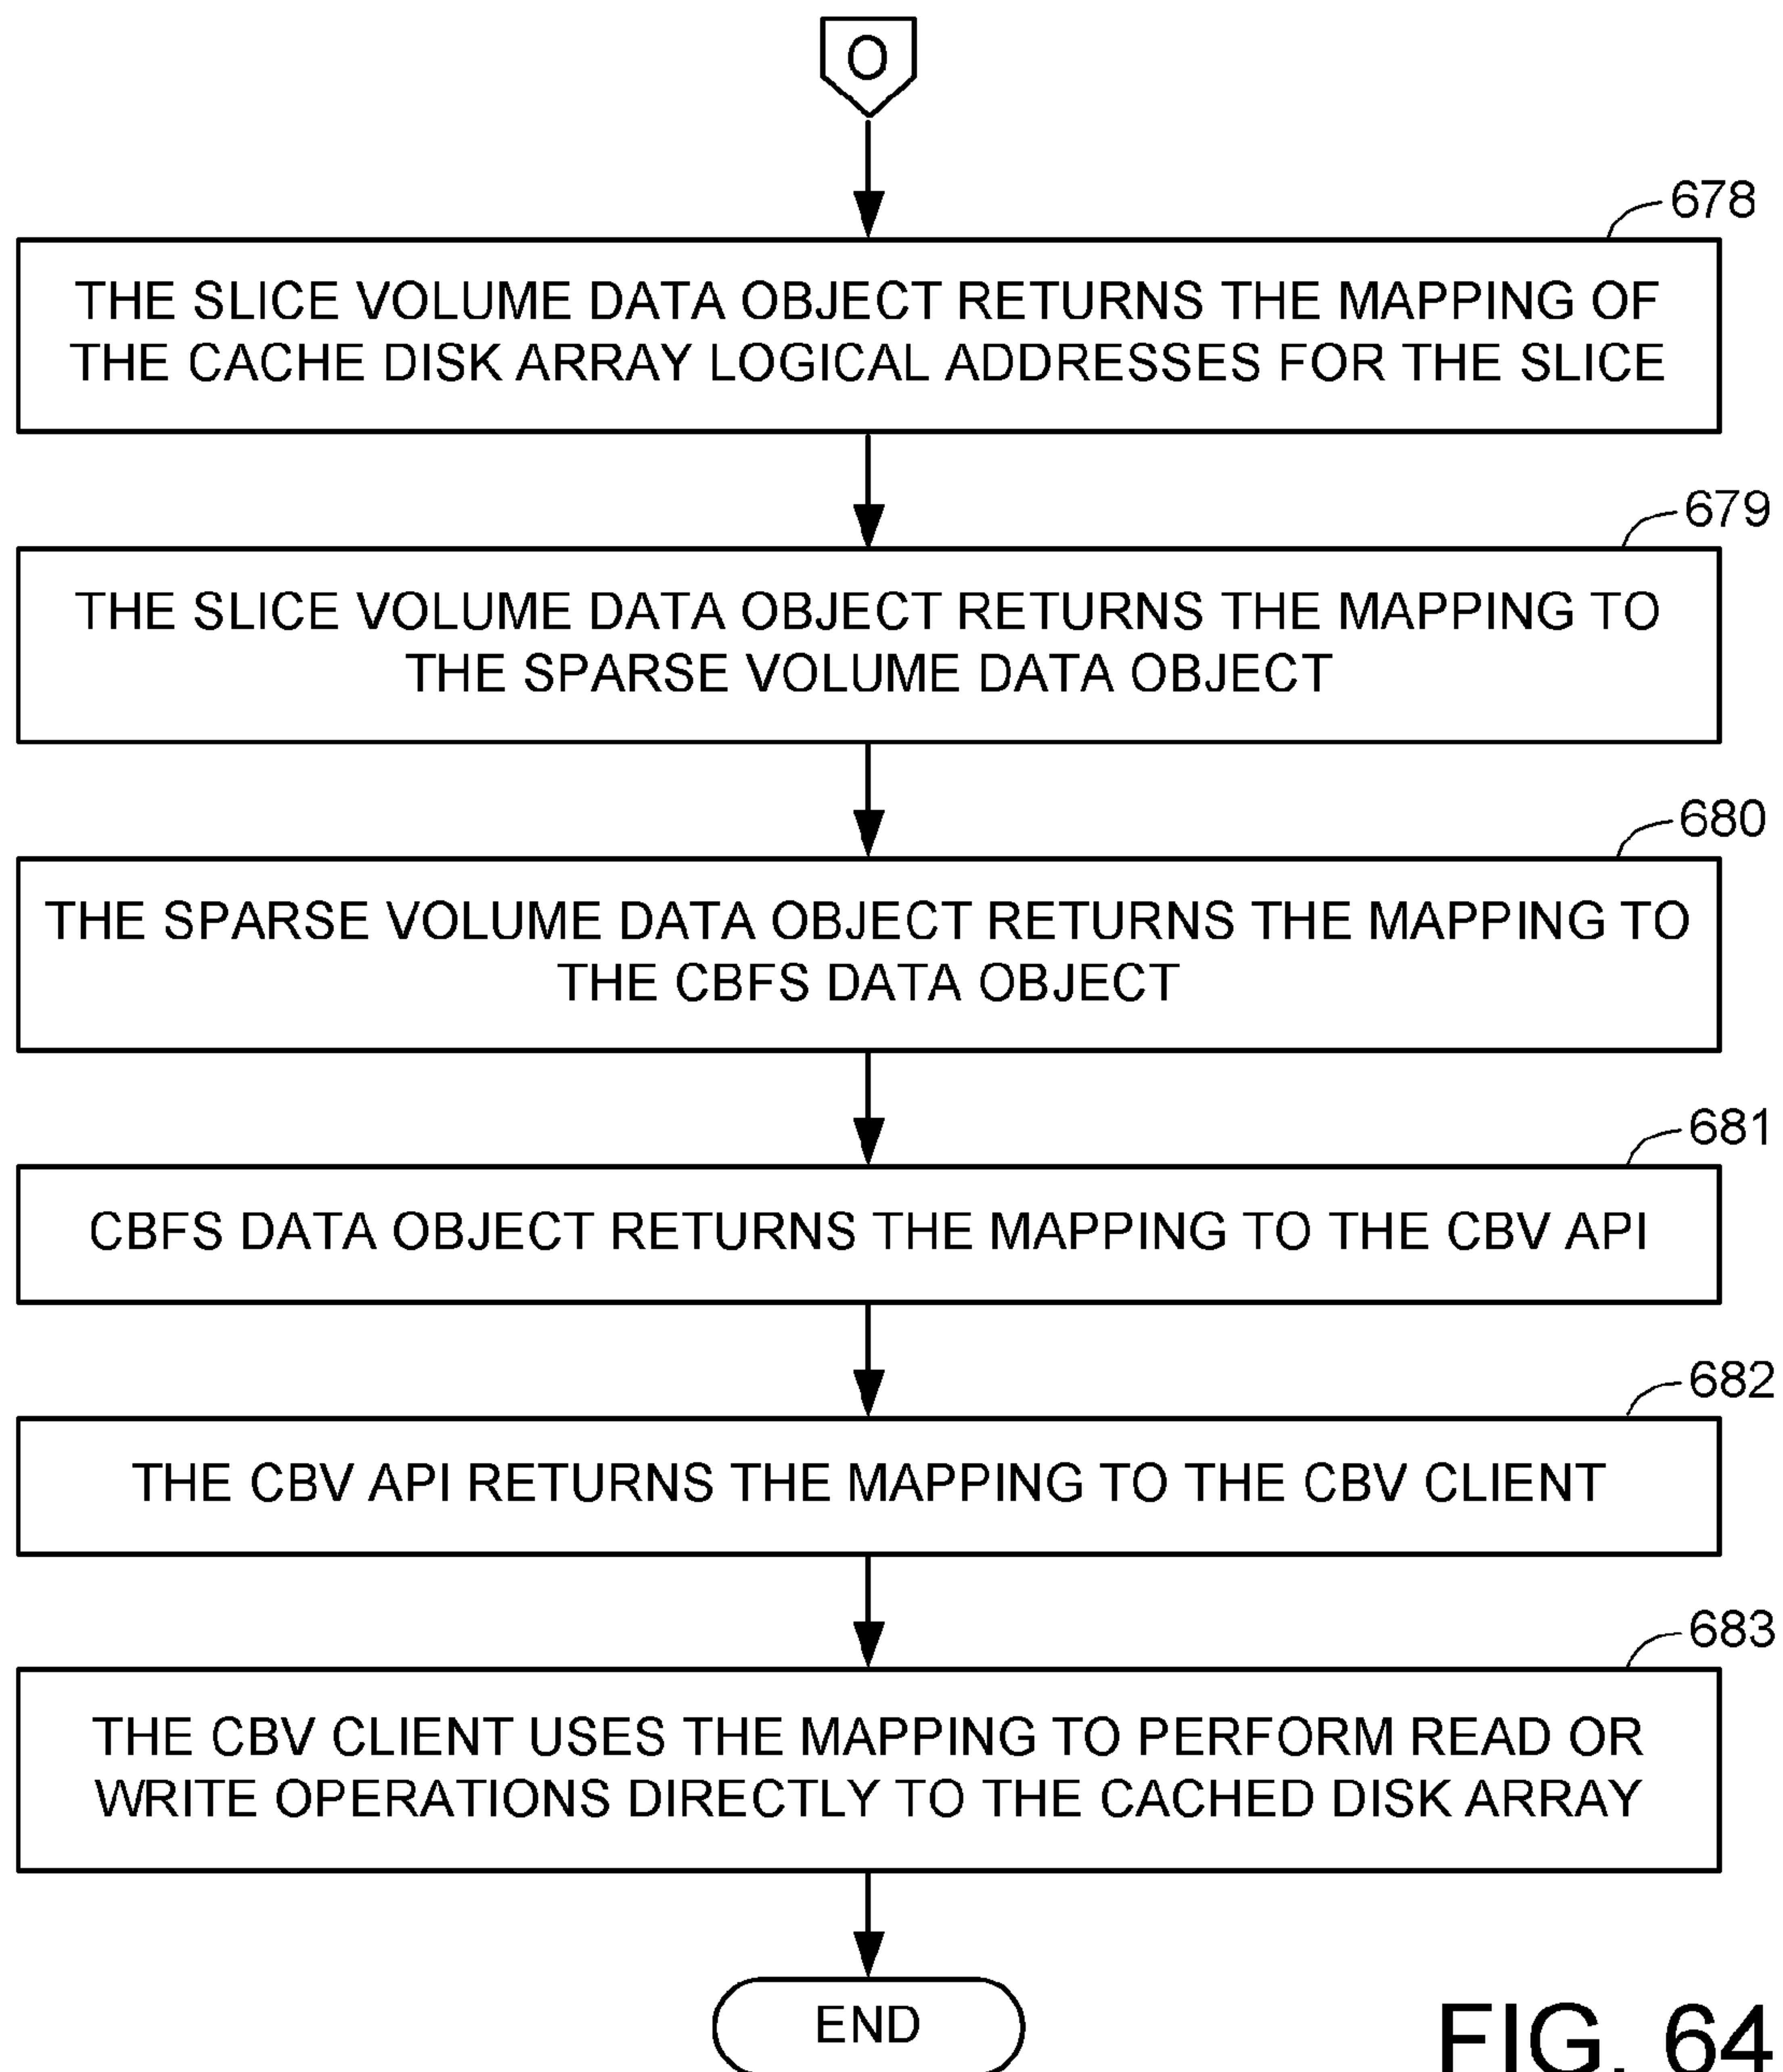 O
678
THE SLICE VOLUME DATA OBJECT RETURNS THE MAPPING OF
THE CACHE DISK ARRAY LOGICAL ADDRESSES FOR THE SLICE
679
THE SLICE VOLUME DATA OBJECT RETURNS THE MAPPING TO
THE SPARSE VOLUME DATA OBJECT
680
THE SPARSE VOLUME DATA OBJECT RETURNS THE MAPPING TO
THE CBFS DATA OBJECT
681
CBFS DATA OBJECT RETURNS THE MAPPING TO THE CBV API
682
THE CBV API RETURNS THE MAPPING TO THE CBV CLIENT
683
THE CBV CLIENT USES THE MAPPING TO PERFORM READ OR
WRITE OPERATIONS DIRECTLY TO THE CACHED DISK ARRAY
END
FIG. 64